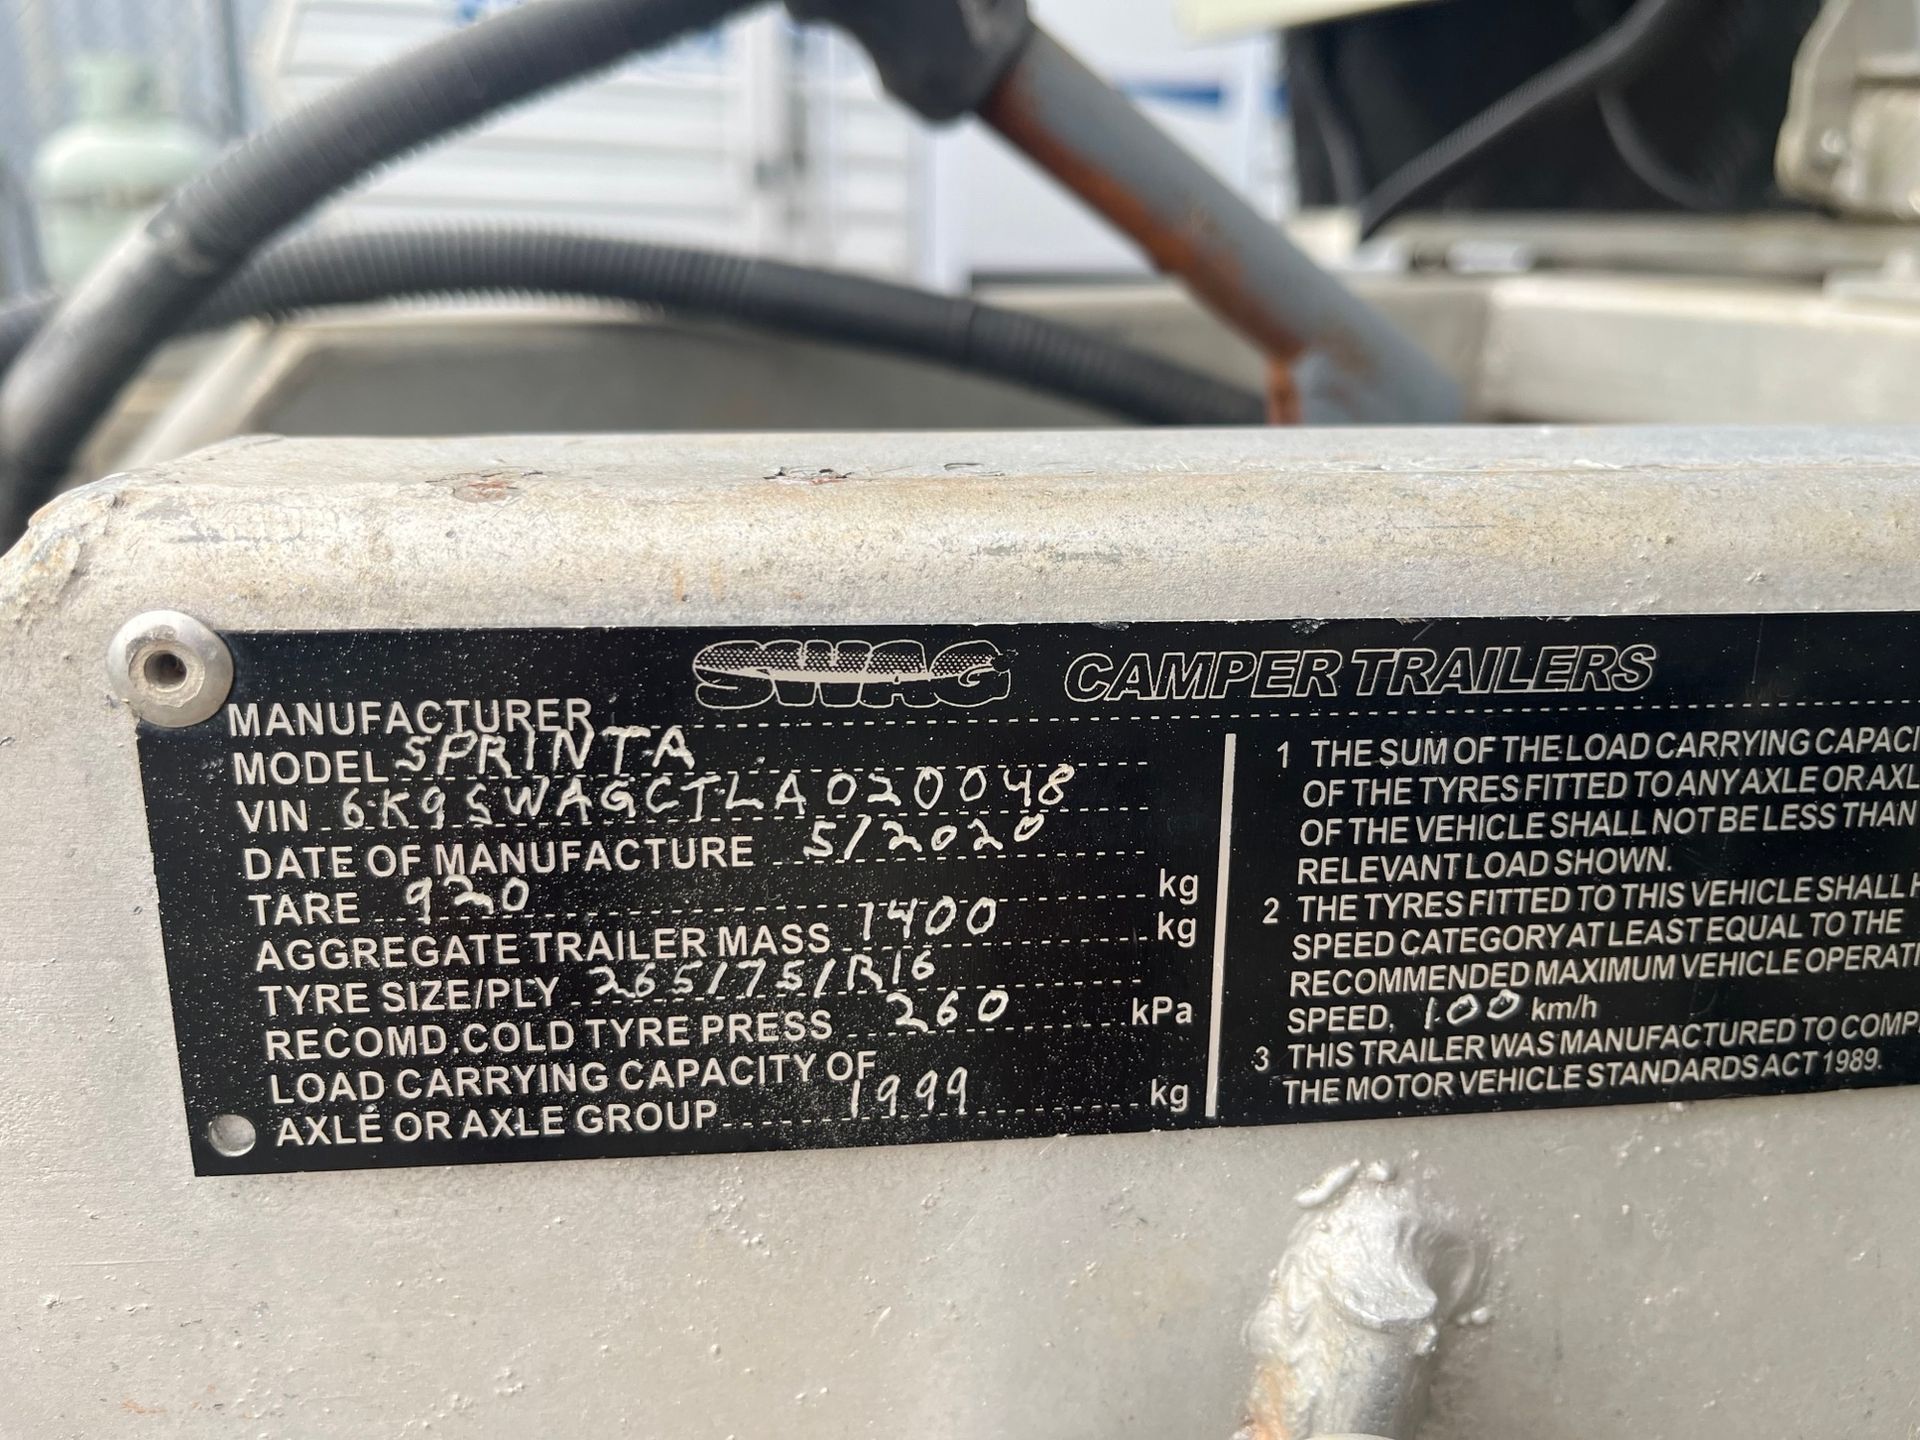 SWAG CAMPER TRAILERS
MANUFACTURER
MODEL SPRINTA
VIN 6K9SWAGCTLA020048
DATE OF MANUFACTURE 5/2020
TARE 920 kg
AGGREGATE TRAILER MASS 1400 kg
TYRE SIZE/PLY 265/75/R16
RECOMD.COLD TYRE PRESS 260 kPa
LOAD CARRYING CAPACITY OF
AXLE OR AXLE GROUP 1999 kg
1 THE SUM OF THE LOAD CARRYING CAPACI
OF THE TYRES FITTED TO ANY AXLE OR AXL
OF THE VEHICLE SHALL NOT BE LESS THAN
RELEVANT LOAD SHOWN.
2 THE TYRES FITTED TO THIS VEHICLE SHALL H
SPEED CATEGORY AT LEAST EQUAL TO THE
RECOMMENDED MAXIMUM VEHICLE OPERATI
SPEED. 100 km/h
3 THIS TRAILER WAS MANUFACTURED TO COMP
THE MOTOR VEHICLE STANDARDS ACT 1989.